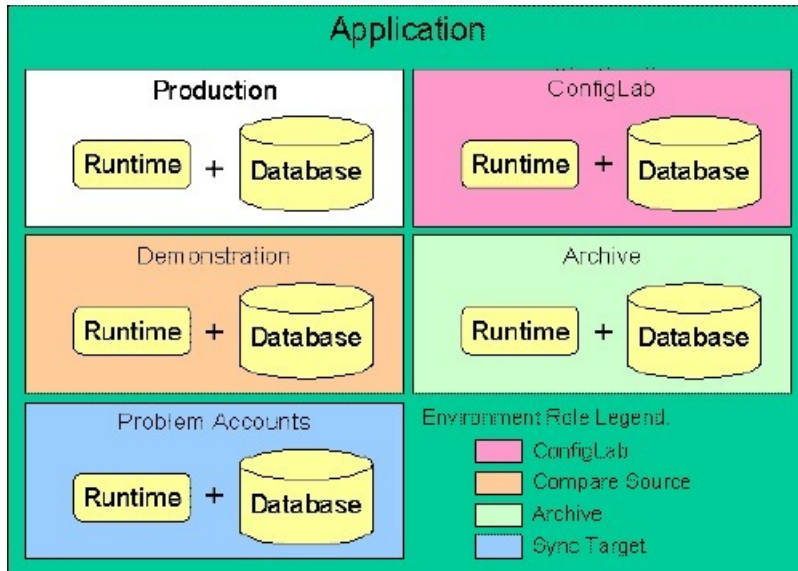 Application
Production
Runtime + Database
ConfigLab
Runtime + Database
Demonstration
Runtime + Database
Archive
Runtime + Database
Problem Accounts
Runtime + Database
Environment Role Legend.
ConfigLab
Compare Source
Archive
Sync Target